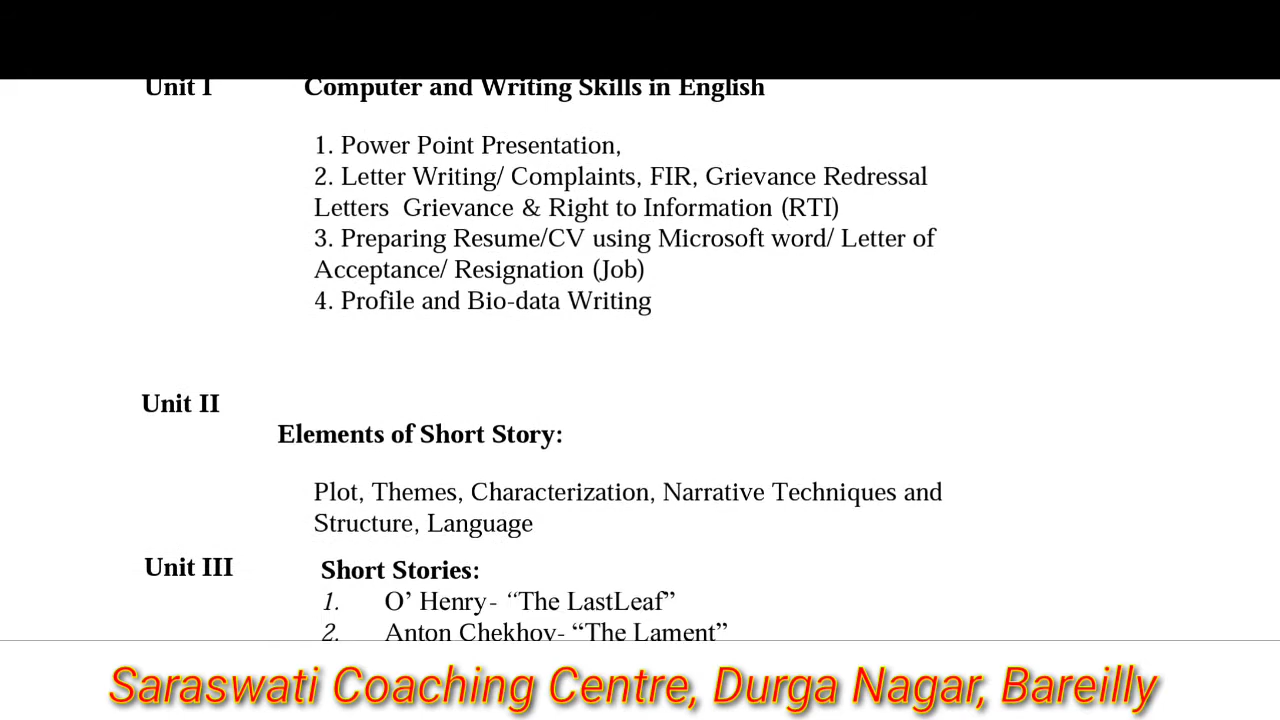 Unit I Computer and Writing Skills in English
1. Power Point Presentation,
2. Letter Writing/ Complaints, FIR, Grievance Redressal
Letters Grievance & Right to Information (RTI)
3. Preparing Resume/CV using Microsoft word/ Letter of
Acceptance/ Resignation (Job)
4. Profile and Bio-data Writing
Unit II
Elements of Short Story:
Plot, Themes, Characterization, Narrative Techniques and
Structure, Language
Unit III Short Stories:
1. O’ Henry- “The LastLeaf”
2. Anton Chekhov- “The Lament”
Saraswati Coaching Centre, Durga Nagar, Bareilly